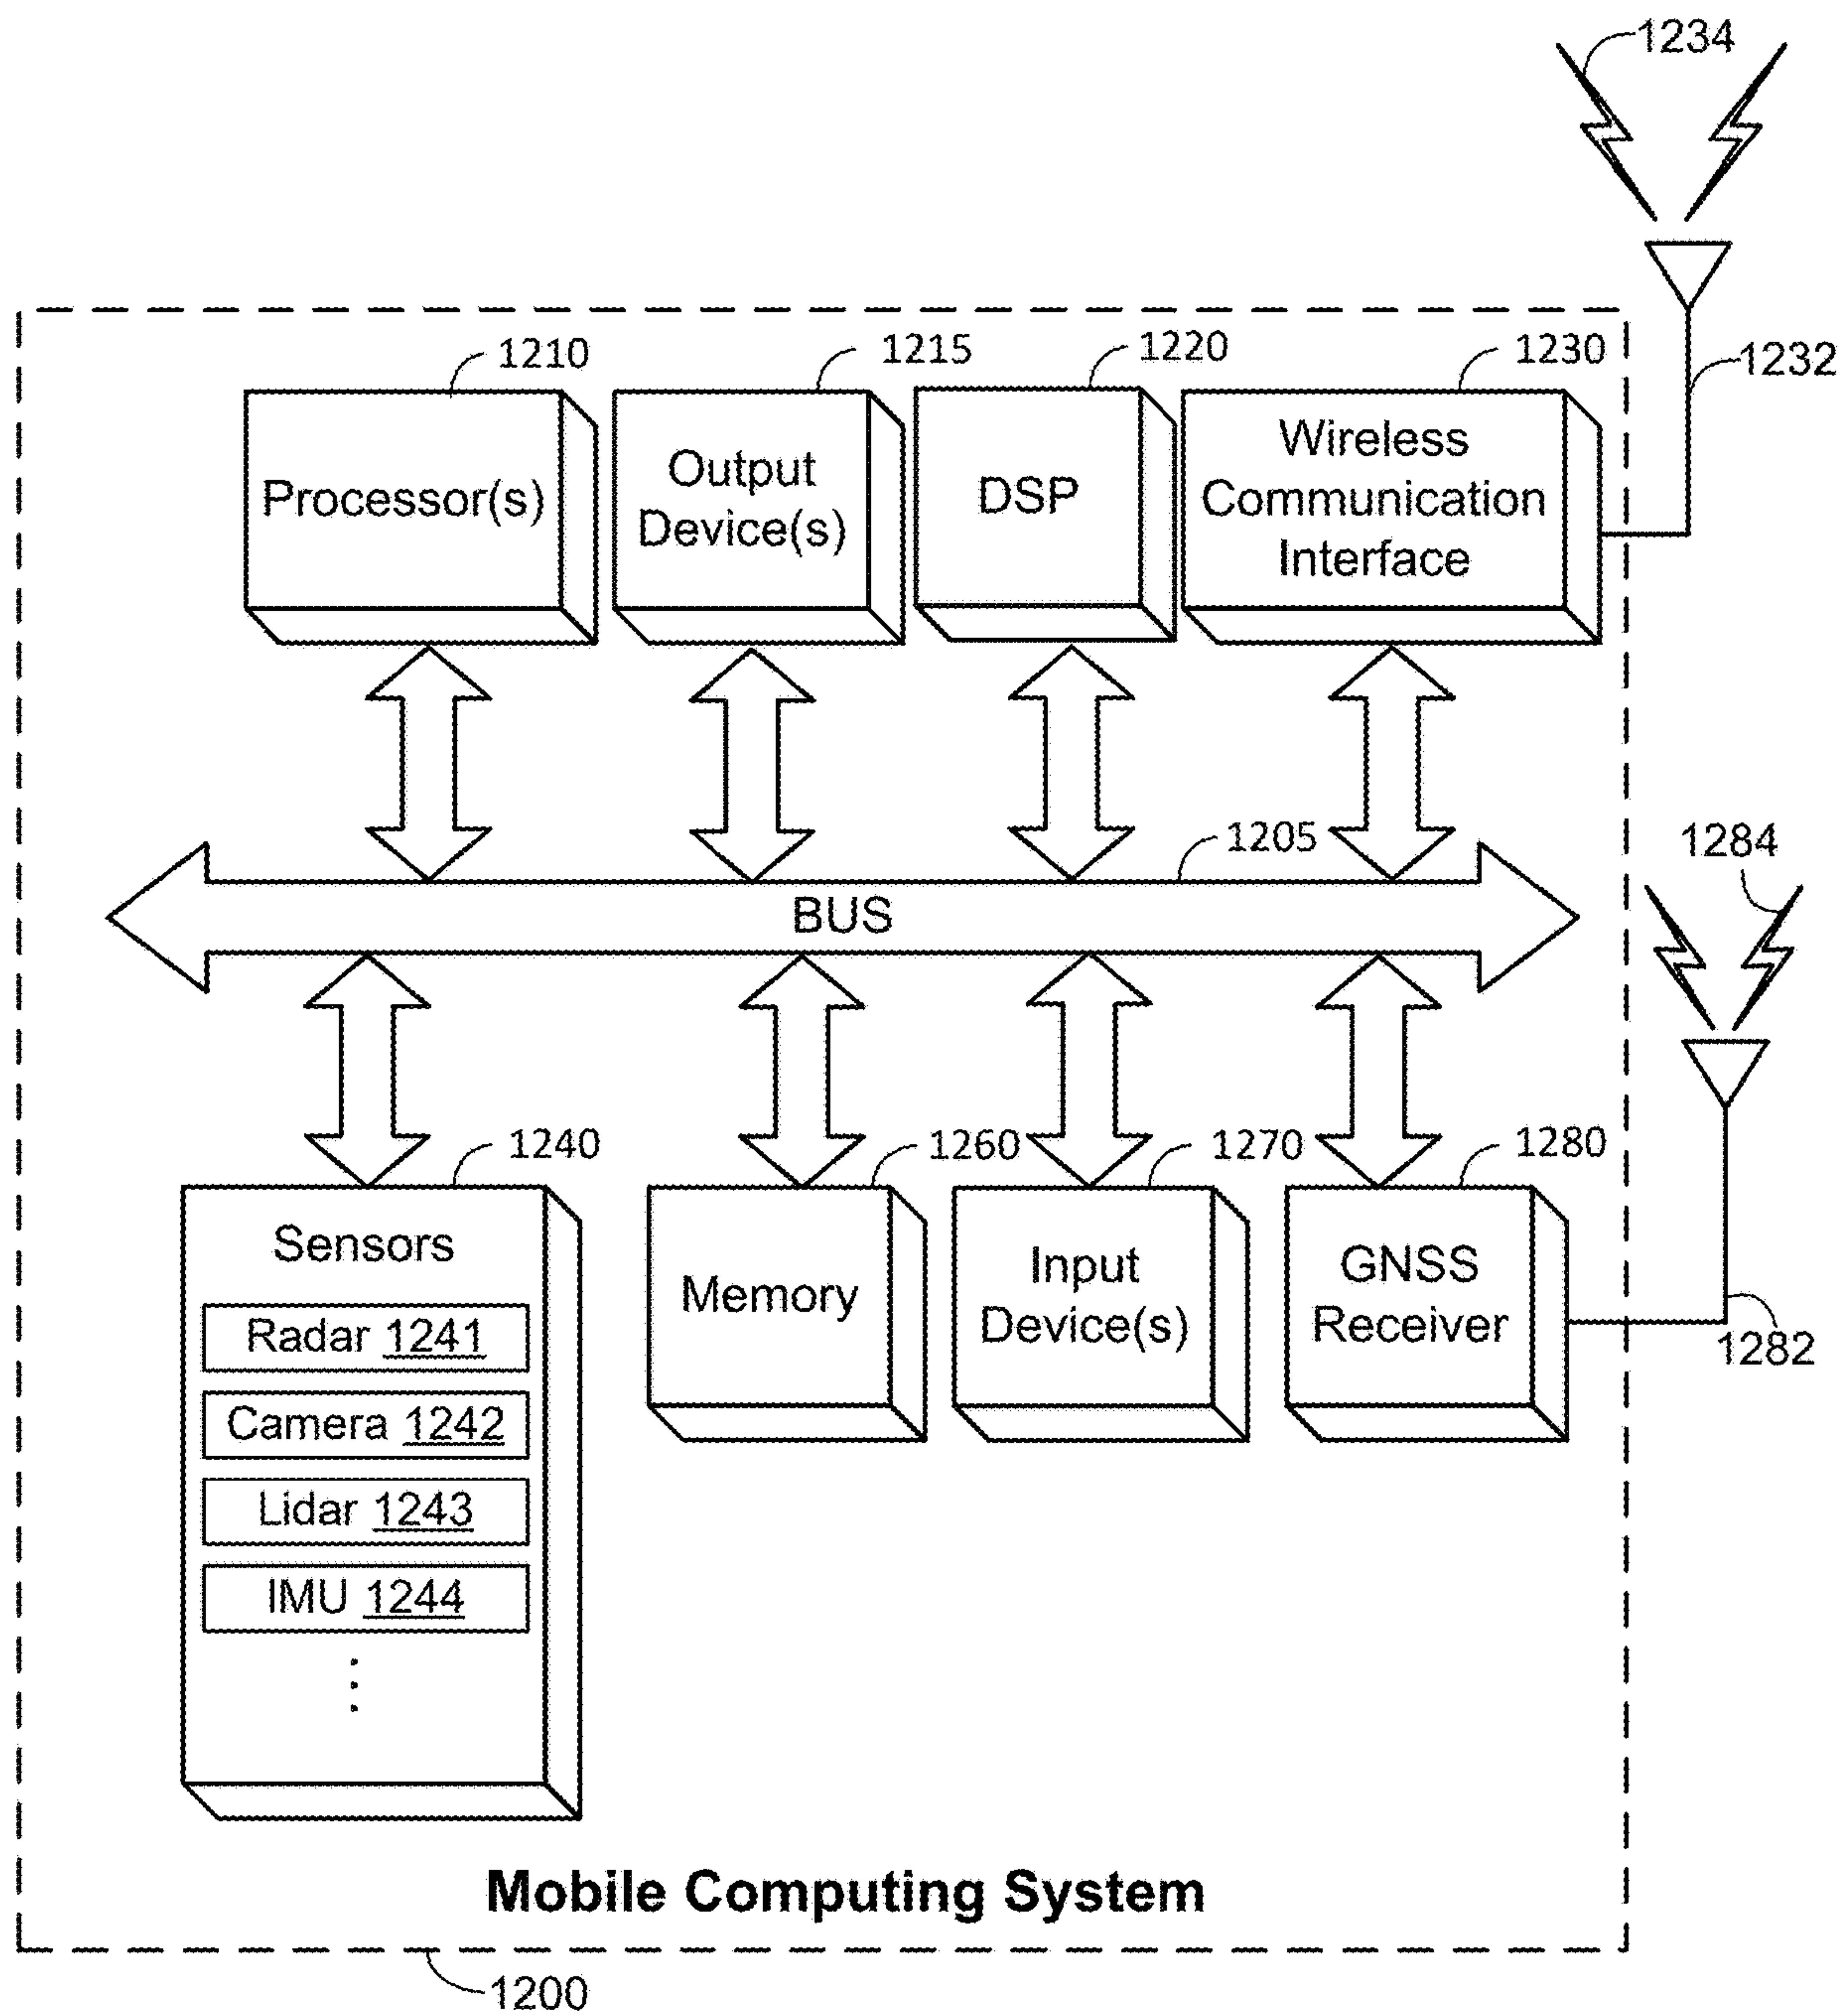 1234
1210
1215
1220
1230
1232
Processor(s)
Output
Device(s)
DSP
Wireless
Communication
Interface
1205
BUS
1284
1240
1260
1270
1280
Sensors
Radar 1241
Camera 1242
Lidar 1243
IMU 1244
Memory
Input
Device(s)
GNSS
Receiver
1282
Mobile Computing System
1200